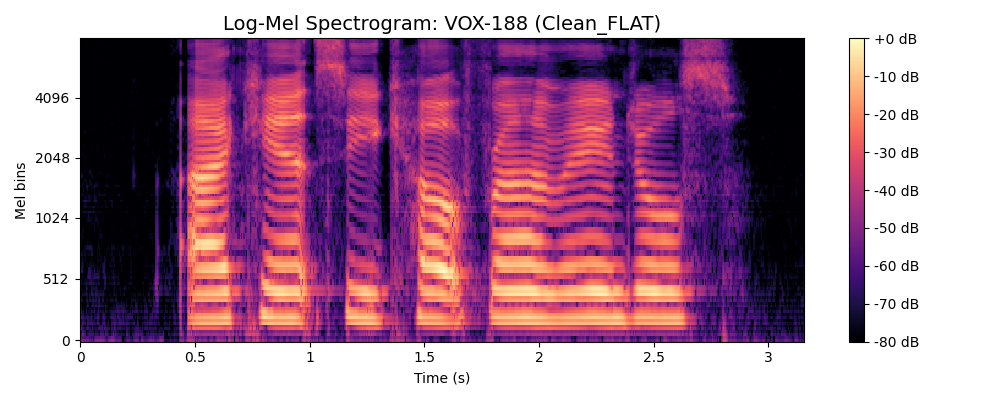 Log-Mel Spectrogram: VOX-188 (Clean_FLAT)
Mel bins
4096
2048
1024
512
0
0
0.5
1
1.5
2
2.5
3
Time (s)
+0 dB
-10 dB
-20 dB
-30 dB
-40 dB
-50 dB
-60 dB
-70 dB
-80 dB